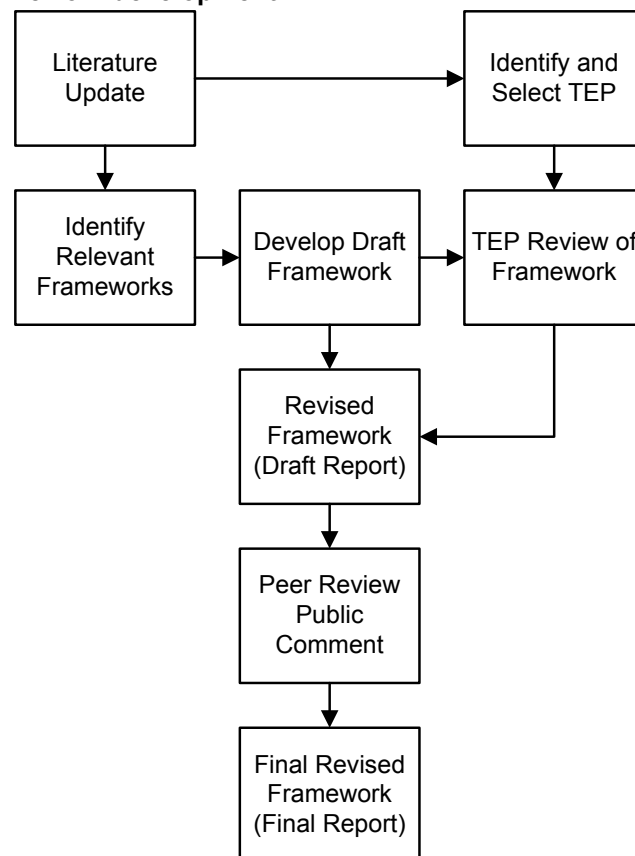 Literature
Update
Identify and
Select TEP
Identify
Relevant
Frameworks
Develop Draft
Framework
TEP Review of
Framework
Revised
Framework
(Draft Report)
Peer Review
Public
Comment
Final Revised
Framework
(Final Report)